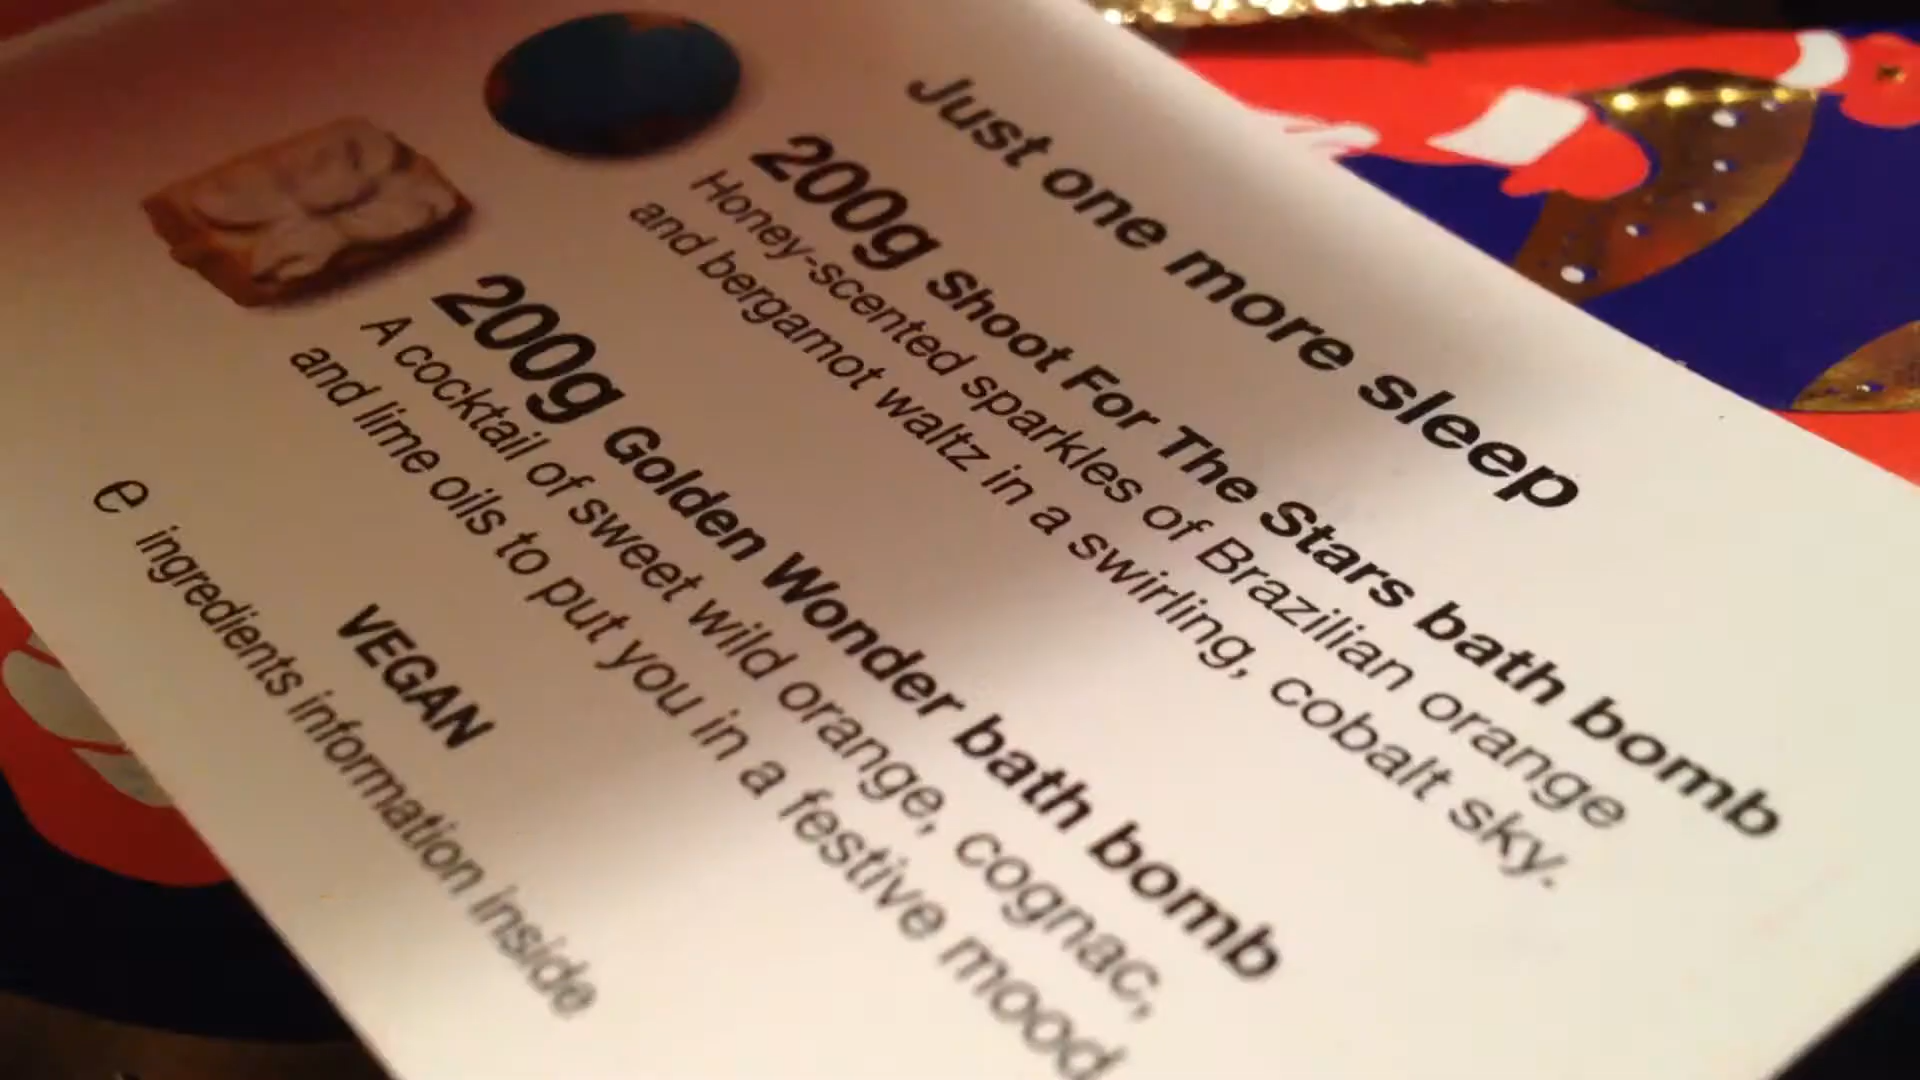 Just one more sleep
200g Shoot For The Stars bath bomb
Honey-scented sparkles of Brazilian orange
and bergamot waltz in a swirling, cobalt sky.
200g Golden Wonder bath bomb
A cocktail of sweet wild orange, cognac,
and lime oils to put you in a festive mood
VEGAN
e ingredients information inside